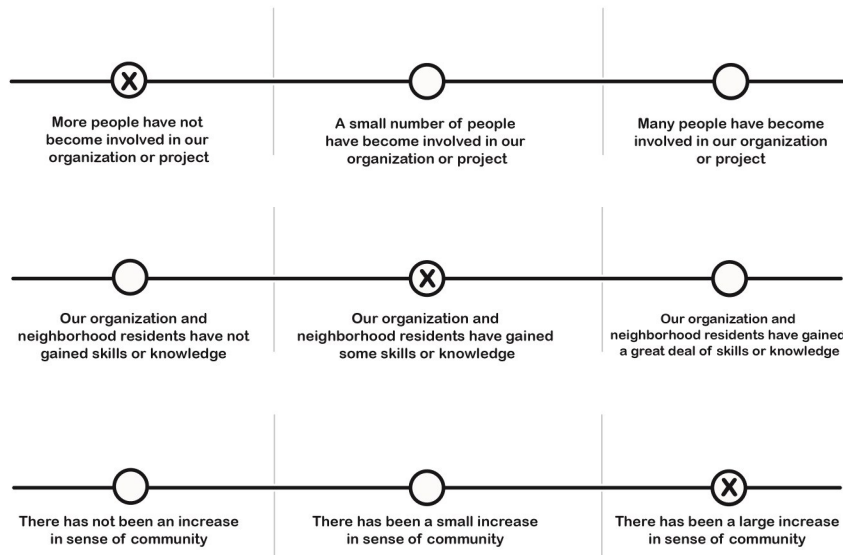 X
More people have not
become involved in our
organization or project
A small number of people
have become involved in our
organization or project
Many people have become
involved in our organization
or project
X
Our organization and
neighborhood residents have not
gained skills or knowledge
Our organization and
neighborhood residents have gained
some skills or knowledge
Our organization and
neighborhood residents have gained
a great deal of skills or knowledge
X
There has not been an increase
in sense of community
There has been a small increase
in sense of community
There has been a large increase
in sense of community